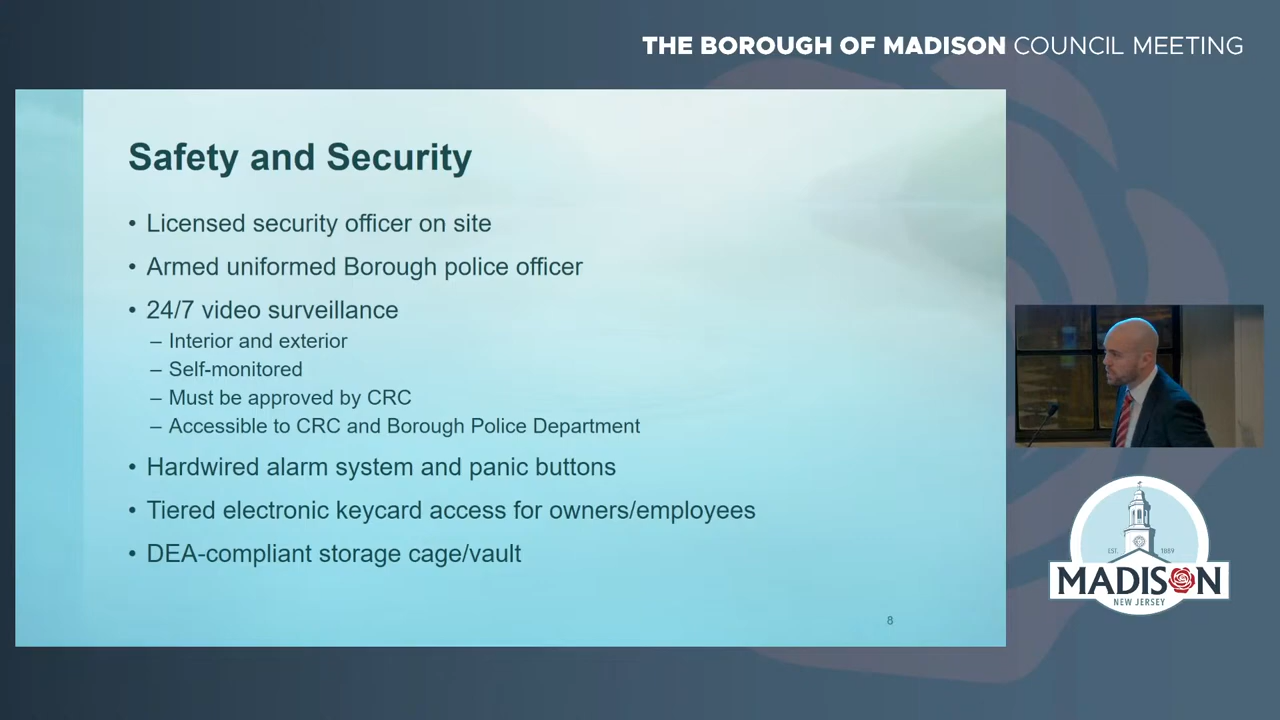 THE BOROUGH OF MADISON COUNCIL MEETING
Safety and Security
• Licensed security officer on site
• Armed uniformed Borough police officer
• 24/7 video surveillance
– Interior and exterior
– Self-monitored
– Must be approved by CRC
– Accessible to CRC and Borough Police Department
• Hardwired alarm system and panic buttons
• Tiered electronic keycard access for owners/employees
• DEA-compliant storage cage/vault
8
EST. 1889
MADISON
NEW JERSEY